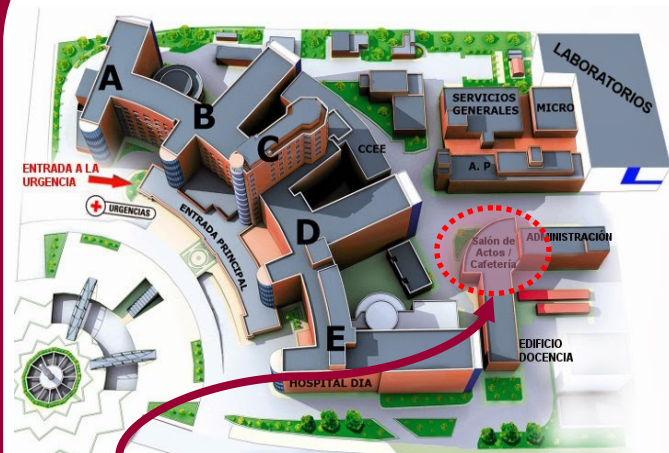 A
B
C
CCEE
SERVICIOS
GENERALES
MICRO
LABORATORIOS
A. P
ENTRADA A LA
URGENCIA
URGENCIAS
ENTRADA PRINCIPAL
D
Salón de
Actos /
Cafetería
ADMINISTRACIÓN
E
EDIFICIO
DOCENCIA
HOSPITAL DIA